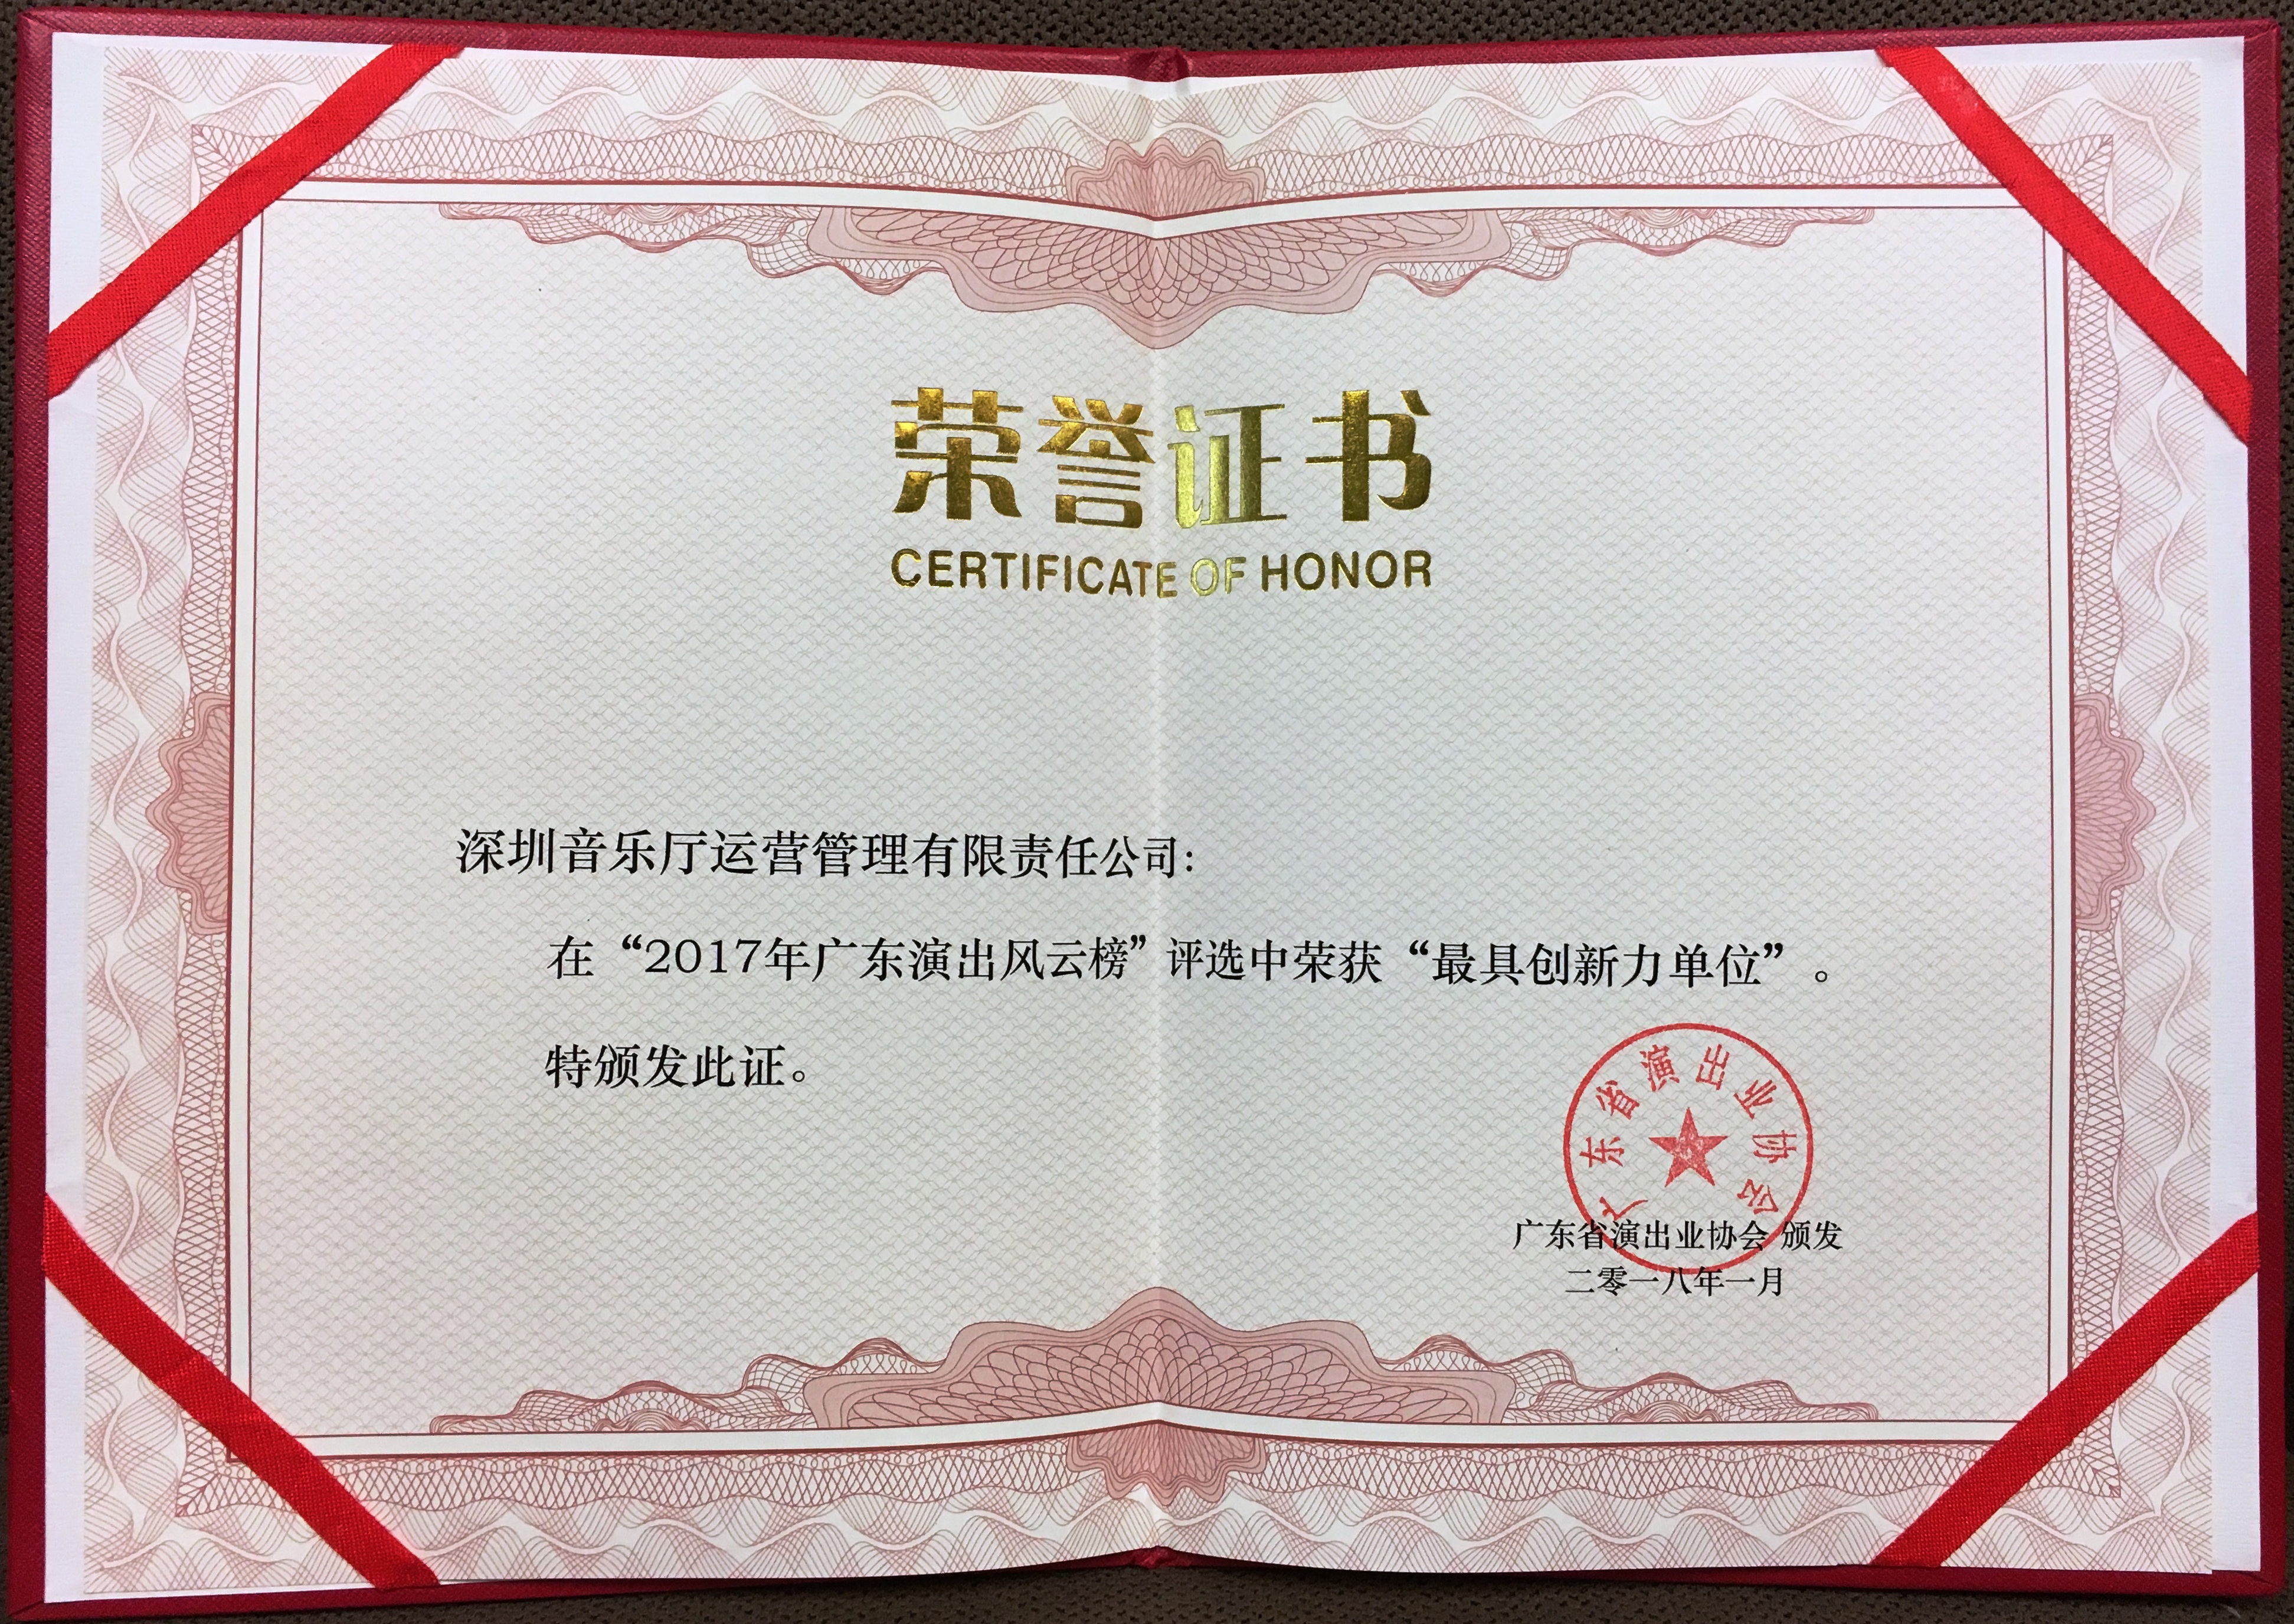 荣誉证书
CERTIFICATE OF HONOR
深圳音乐厅运营管理有限责任公司：
在“2017年广东演出风云榜”评选中荣获“最具创新力单位”。
特颁发此证。
广东省演出业协会
广东省演出业协会 颁发
二零一八年一月